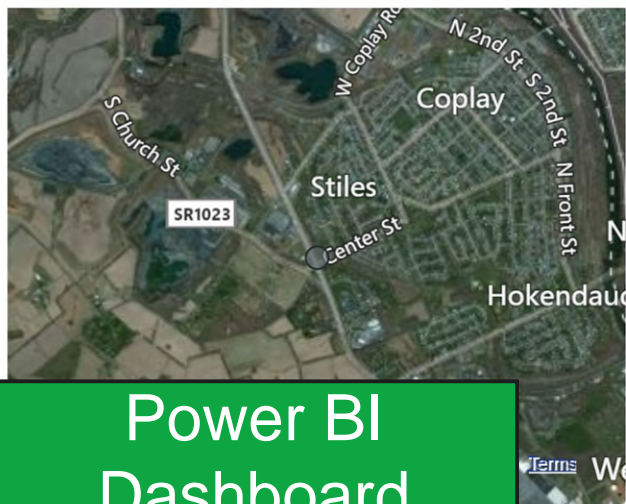 N 2nd St
W Coplay Ro
Coplay
S 2nd St
S Church St
Stiles
N Front St
SR1023
Center St
N
Hokendauq
Power BI
Dashboard
Terms
We